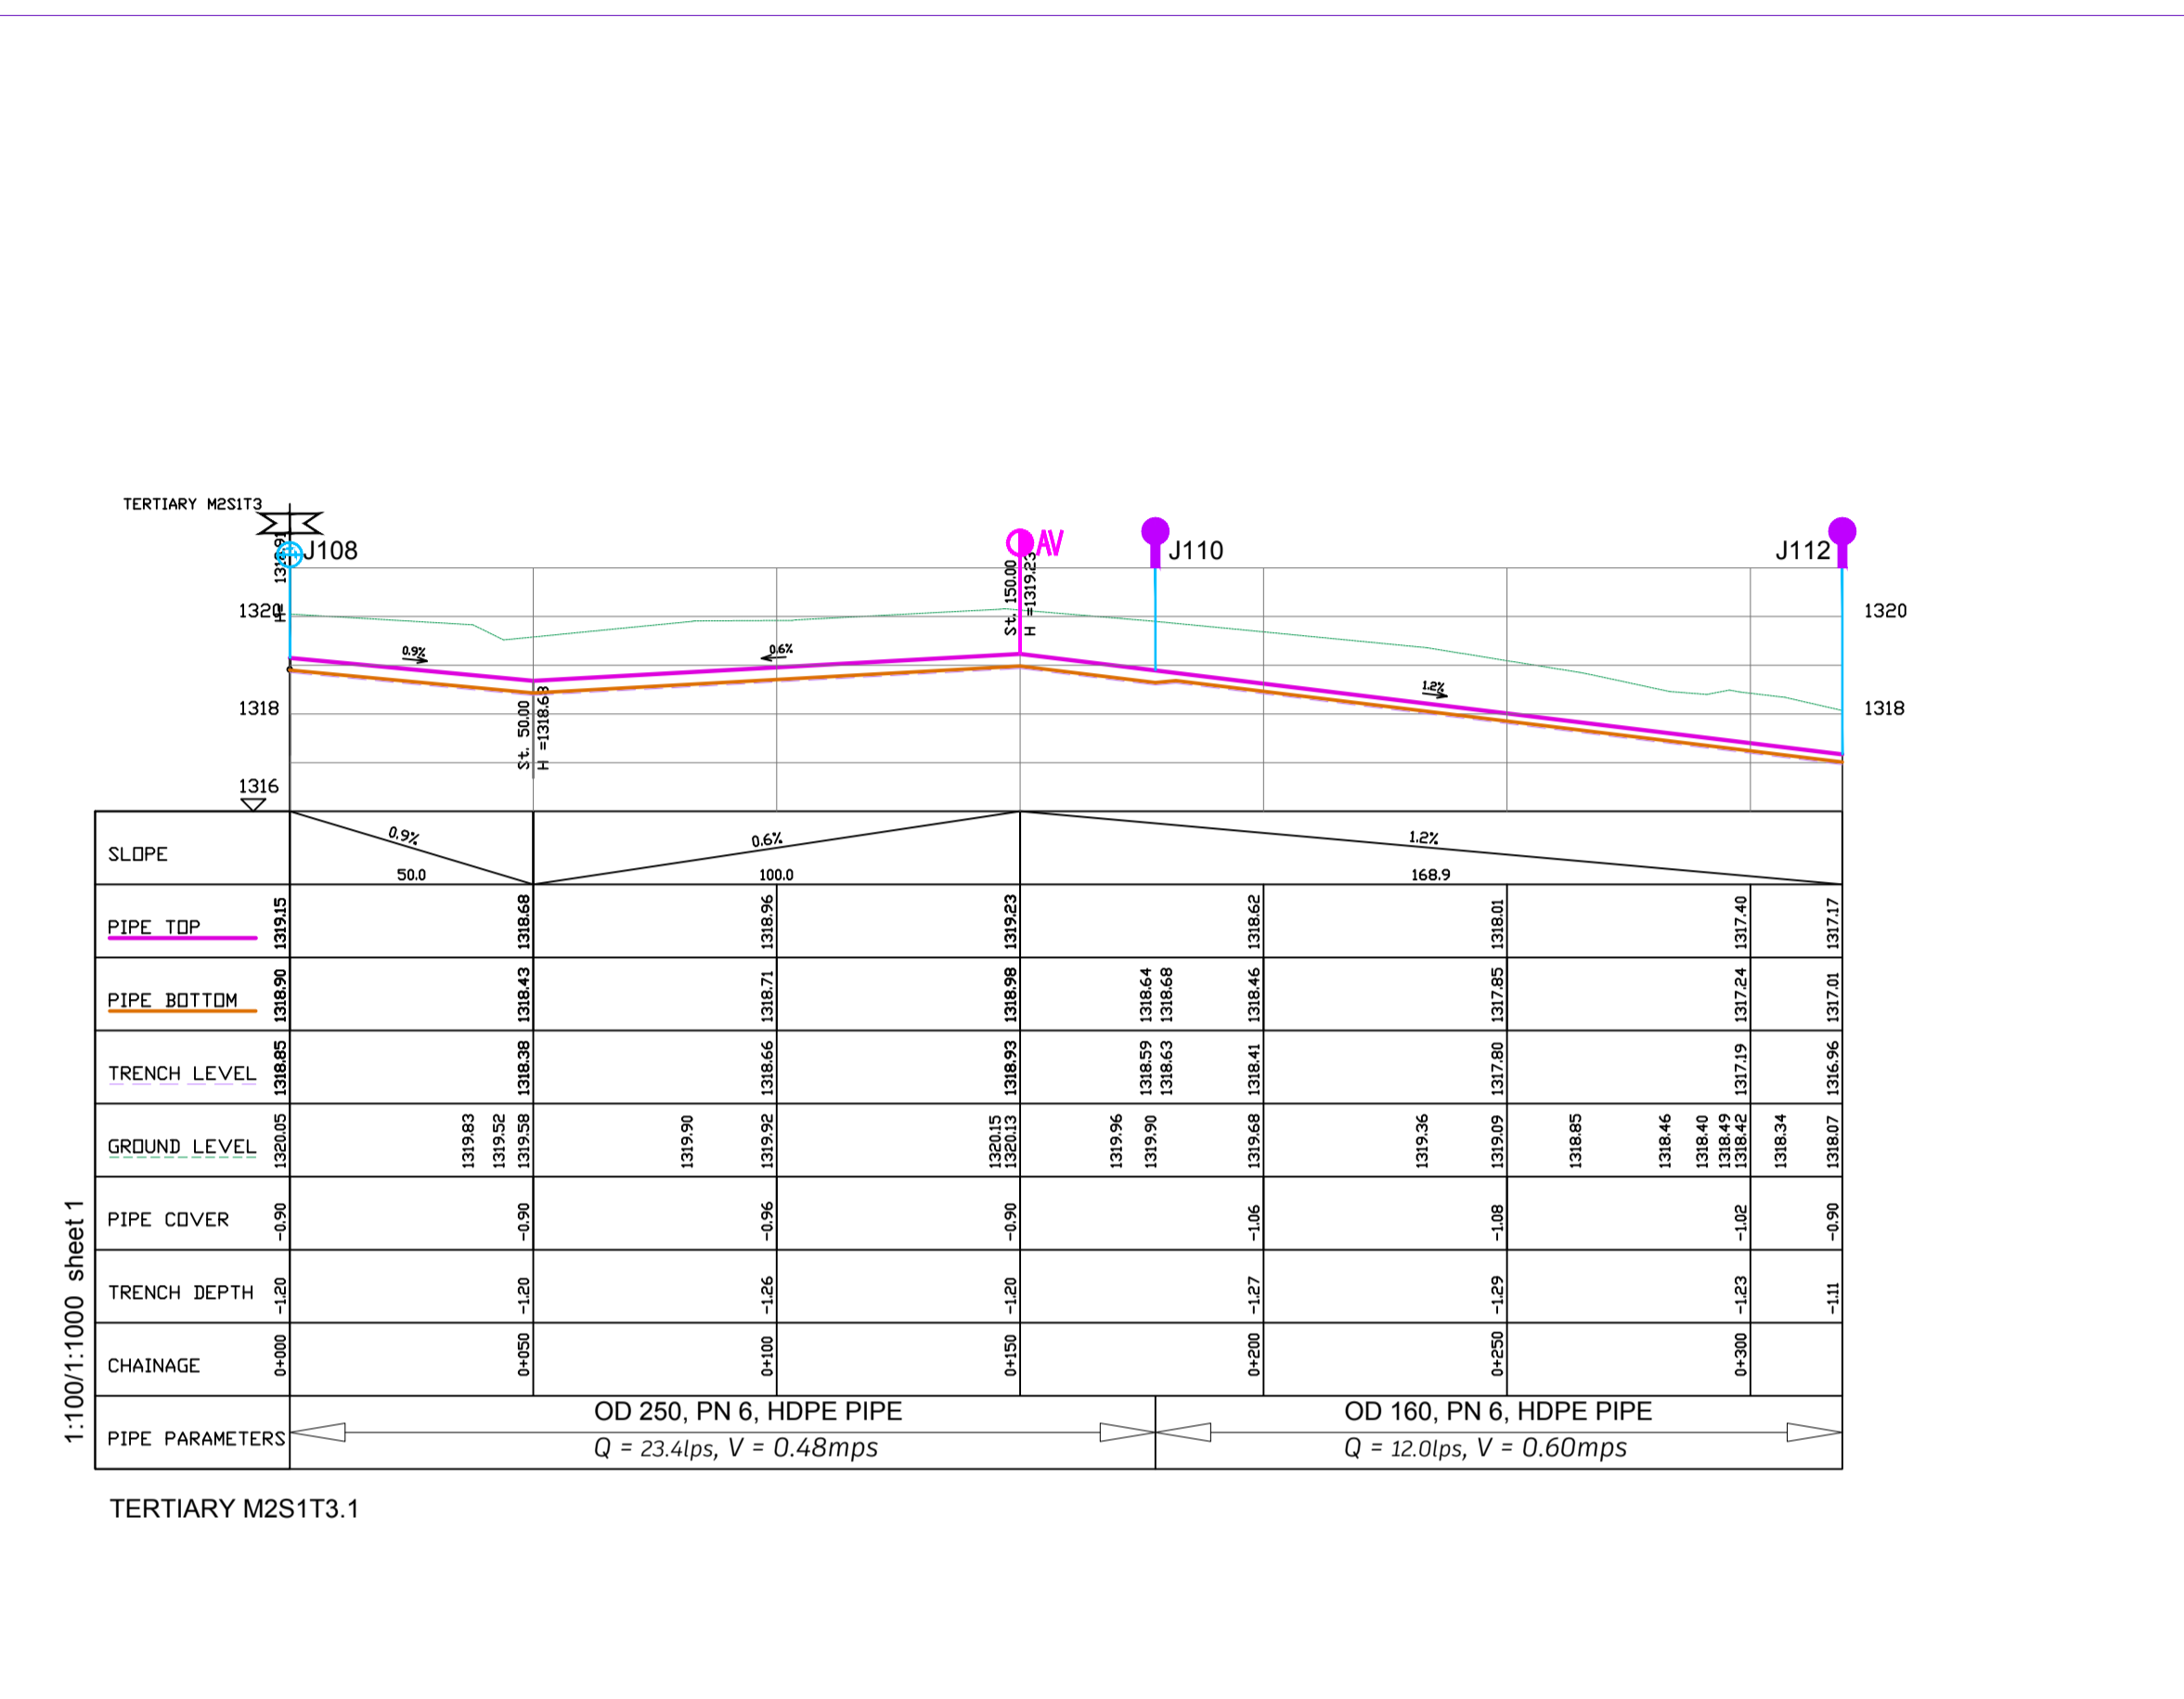 TERTIARY M2S1T3
J108
AV
J110
J112
St. 150.00
H =1319.23
1320
1320
0.9%
0.6%
1.2%
1318
1318
St. 50.00
H =1318.68
1316
SLOPE
0.9%
0.6%
1.2%
50.0
100.0
168.9
PIPE TOP 1319.15 1318.68 1318.96 1319.23 1318.62 1318.01 1317.40 1317.17
PIPE BOTTOM 1318.90 1318.43 1318.71 1318.98 1318.64 1318.68 1318.46 1317.85 1317.24 1317.01
TRENCH LEVEL 1318.85 1318.38 1318.66 1318.93 1318.59 1318.63 1318.41 1317.80 1317.19 1316.96
GROUND LEVEL 1320.05 1319.83 1319.52 1319.58 1319.90 1319.92 1320.15 1320.13 1319.96 1319.90 1319.68 1319.36 1319.09 1318.85 1318.46 1318.40 1318.49 1318.42 1318.34 1318.07
PIPE COVER -0.90 -0.90 -0.96 -0.90 -1.06 -1.08 -1.02 -0.90
TRENCH DEPTH -1.20 -1.20 -1.26 -1.20 -1.27 -1.29 -1.23 -1.11
CHAINAGE 0+000 0+050 0+100 0+150 0+200 0+250 0+300
PIPE PARAMETERS
OD 250, PN 6, HDPE PIPE
Q = 23.4lps, V = 0.48mps
OD 160, PN 6, HDPE PIPE
Q = 12.0lps, V = 0.60mps
1:100/1:1000 sheet 1
TERTIARY M2S1T3.1